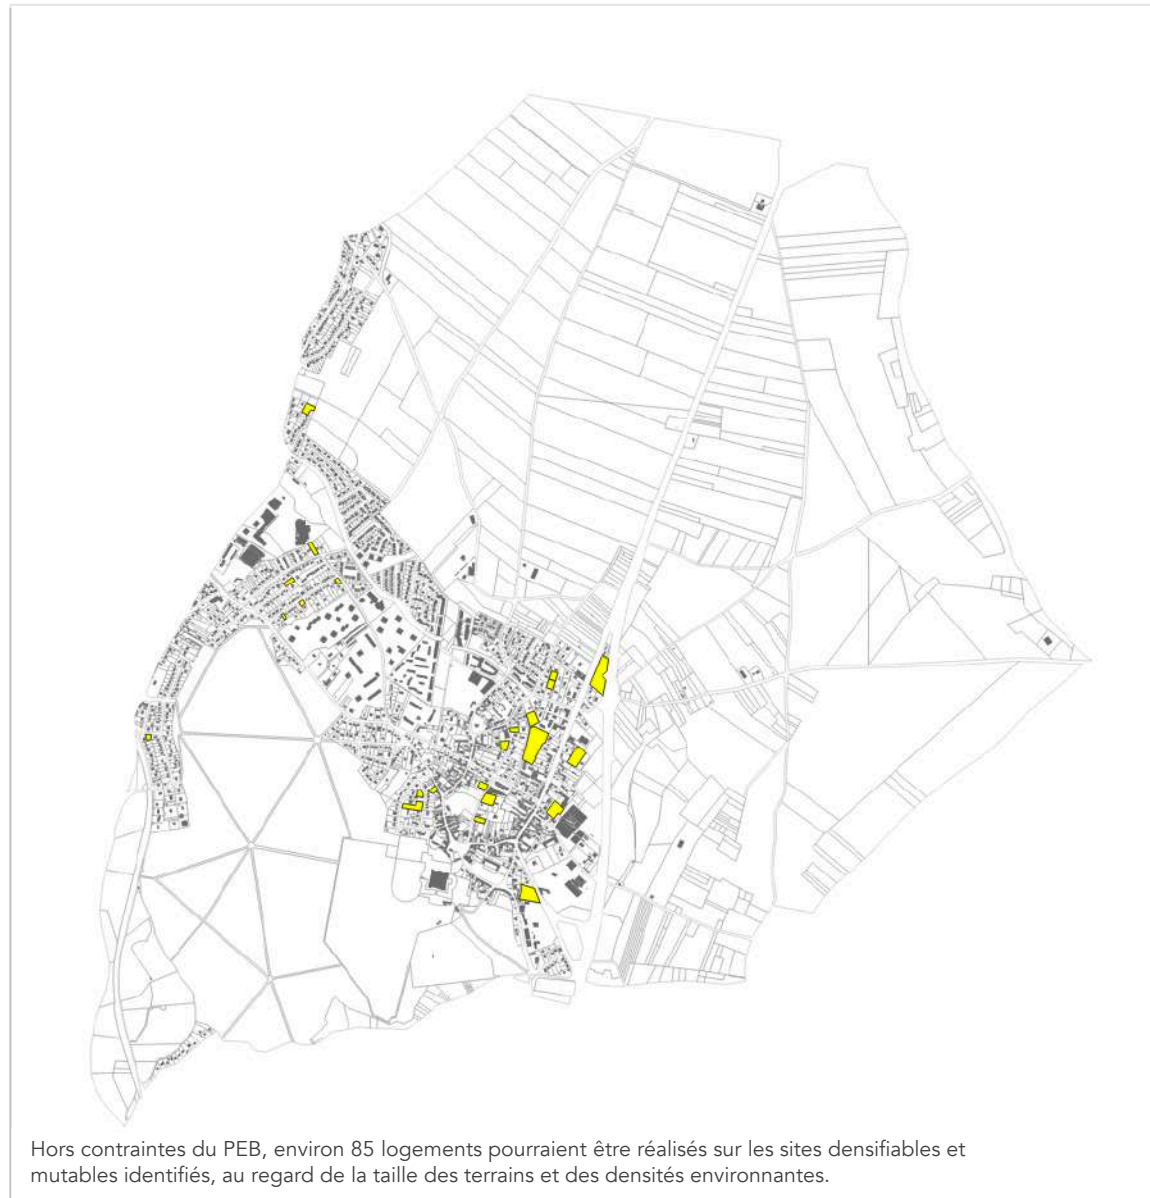 Hors contraintes du PEB, environ 85 logements pourraient être réalisés sur les sites densifiables et
mutables identifiés, au regard de la taille des terrains et des densités environnantes.